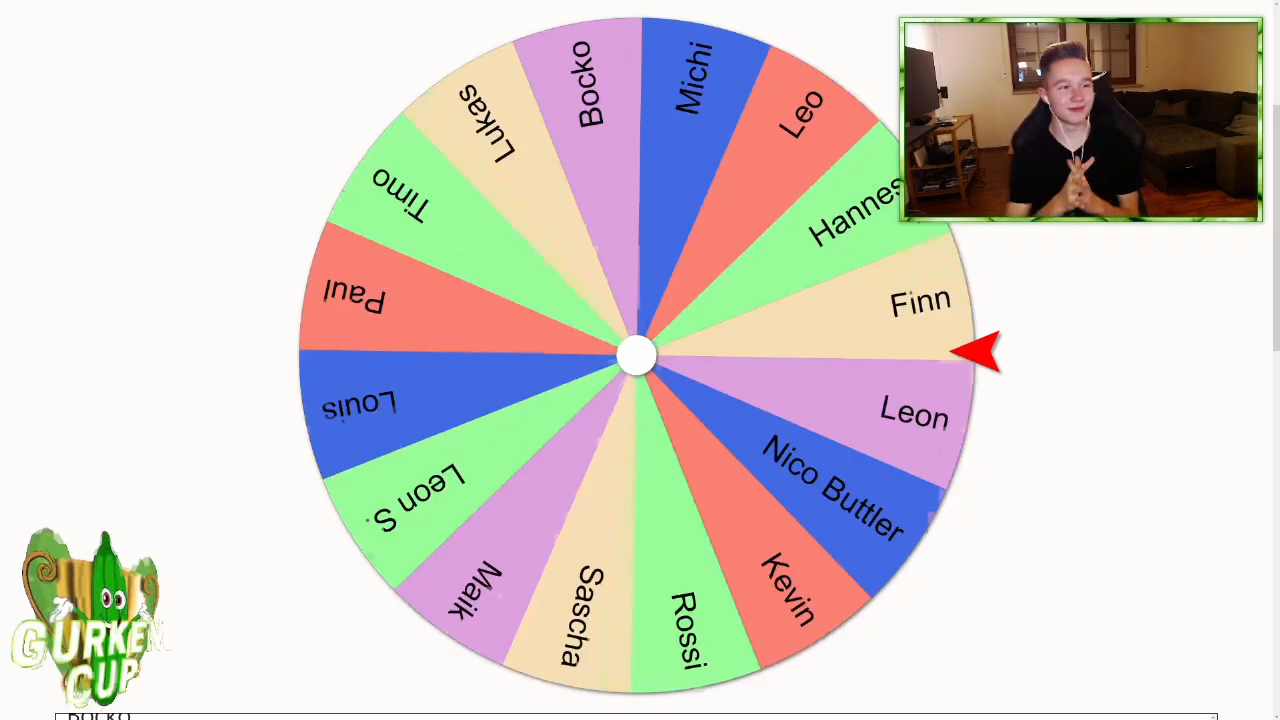 Bocko
Michi
Leo
Hannes
Finn
Leon
Nico Buttler
Kevin
Rossi
Sascha
Maik
Leon S.
Louis
Paul
Timo
Lukas
GURKEN
CUP
Bocko